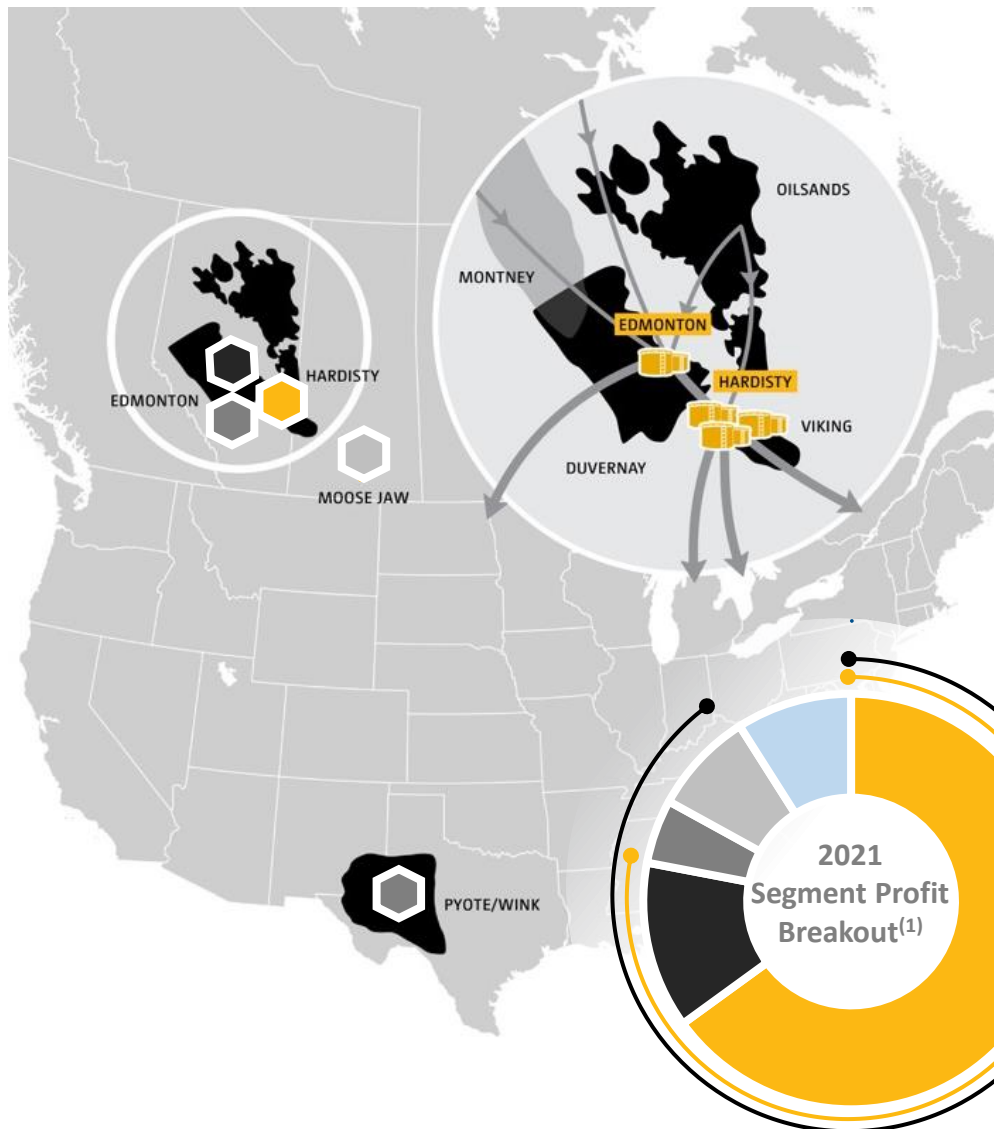 OILSANDS
MONTNEY
EDMONTON
HARDISTY
VIKING
DUVERNAY
HARDISTY
EDMONTON
MOOSE JAW
PYOTE/WINK
2021
Segment Profit
Breakout(1)